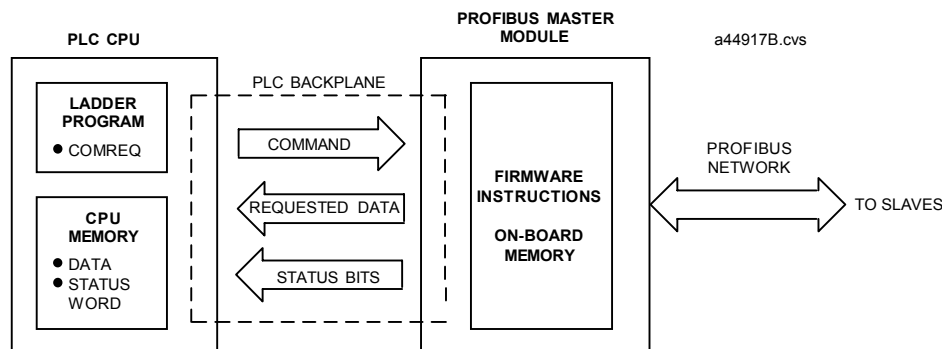 PROFIBUS MASTER
MODULE
PLC CPU
a44917B.cvs
PLC BACKPLANE
LADDER
PROGRAM
● COMREQ
COMMAND
PROFIBUS
NETWORK
FIRMWARE
INSTRUCTIONS
ON-BOARD
MEMORY
REQUESTED DATA
TO SLAVES
CPU
MEMORY
● DATA
● STATUS
WORD
STATUS BITS